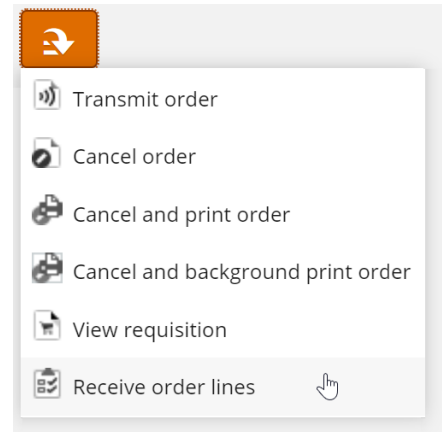 Transmit order
Cancel order
Cancel and print order
Cancel and background print order
View requisition
Receive order lines